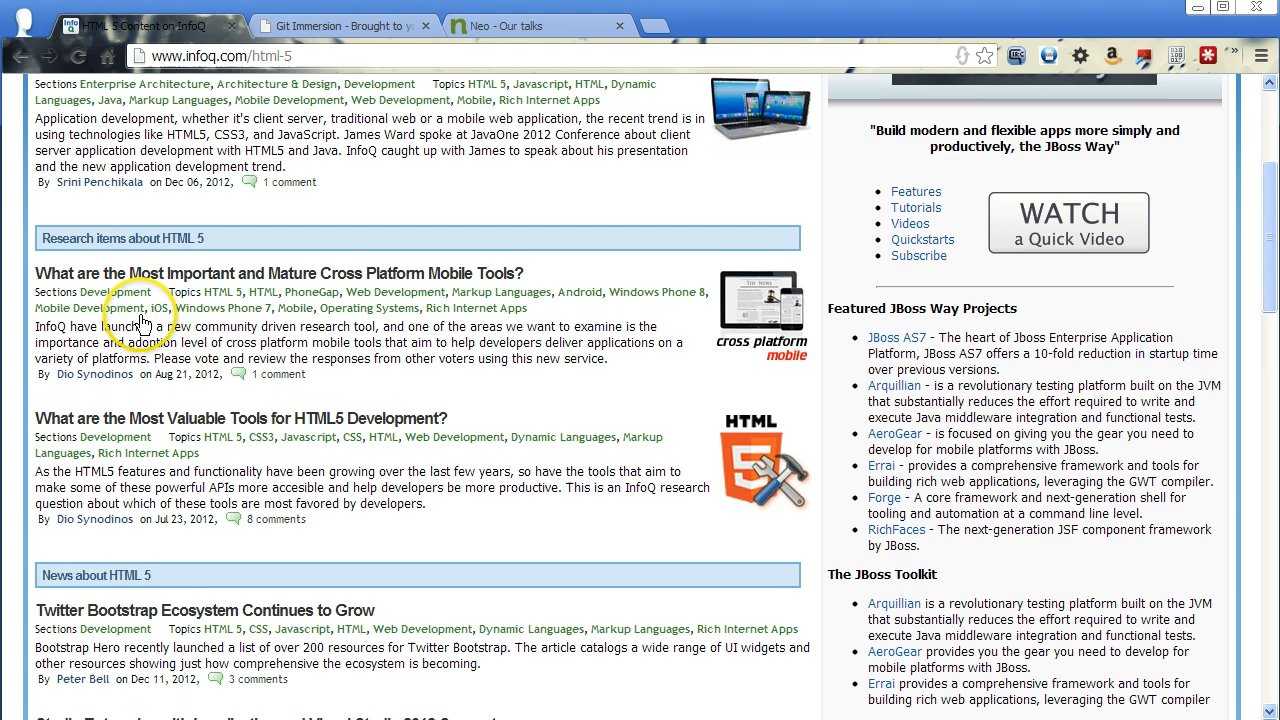 HTML 5 Content on InfoQ
Git Immersion - Brought to yo
Neo - Our talks
www.infoq.com/html-5
Sections Enterprise Architecture, Architecture & Design, Development Topics HTML 5, Javascript, HTML, Dynamic
Languages, Java, Markup Languages, Mobile Development, Web Development, Mobile, Rich Internet Apps
Application development, whether it's client server, traditional web or a mobile web application, the recent trend is in
using technologies like HTML5, CSS3, and JavaScript. James Ward spoke at JavaOne 2012 Conference about client
server application development with HTML5 and Java. InfoQ caught up with James to speak about his presentation
and the new application development trend.
By Srini Penchikala on Dec 06, 2012, 1 comment
Research items about HTML 5
What are the Most Important and Mature Cross Platform Mobile Tools?
Sections Development Topics HTML 5, HTML, PhoneGap, Web Development, Markup Languages, Android, Windows Phone 8,
Mobile Development, iOS, Windows Phone 7, Mobile, Operating Systems, Rich Internet Apps
InfoQ have launched a new community driven research tool, and one of the areas we want to examine is the
importance and adoption level of cross platform mobile tools that aim to help developers deliver applications on a
variety of platforms. Please vote and review the responses from other voters using this new service.
By Dio Synodinos on Aug 21, 2012, 1 comment
cross platform
mobile
What are the Most Valuable Tools for HTML5 Development?
Sections Development Topics HTML 5, CSS3, Javascript, CSS, HTML, Web Development, Dynamic Languages, Markup
Languages, Rich Internet Apps
As the HTML5 features and functionality have been growing over the last few years, so have the tools that aim to
make some of these powerful APIs more accesible and help developers be more productive. This is an InfoQ research
question about which of these tools are most favored by developers.
By Dio Synodinos on Jul 23, 2012, 8 comments
HTML
5
News about HTML 5
Twitter Bootstrap Ecosystem Continues to Grow
Sections Development Topics HTML 5, CSS, Javascript, HTML, Web Development, Dynamic Languages, Markup Languages, Rich Internet Apps
Bootstrap Hero recently launched a list of over 200 resources for Twitter Bootstrap. The article catalogs a wide range of UI widgets and
other resources showing just how comprehensive the ecosystem is becoming.
By Peter Bell on Dec 11, 2012, 3 comments
"Build modern and flexible apps more simply and
productively, the JBoss Way"
Features
Tutorials
Videos
Quickstarts
Subscribe
WATCH
a Quick Video
Featured JBoss Way Projects
JBoss AS7 - The heart of Jboss Enterprise Application
Platform, JBoss AS7 offers a 10-fold reduction in startup time
over previous versions.
Arquillian - is a revolutionary testing platform built on the JVM
that substantially reduces the effort required to write and
execute Java middleware integration and functional tests.
AeroGear - is focused on giving you the gear you need to
develop for mobile platforms with JBoss.
Errai - provides a comprehensive framework and tools for
building rich web applications, leveraging the GWT compiler.
Forge - A core framework and next-generation shell for
tooling and automation at a command line level.
RichFaces - The next-generation JSF component framework
by JBoss.
The JBoss Toolkit
Arquillian is a revolutionary testing platform built on the JVM
that substantially reduces the effort required to write and
execute Java middleware integration and functional tests.
AeroGear provides you the gear you need to develop for
mobile platforms with JBoss.
Errai provides a comprehensive framework and tools for
building rich web applications, leveraging the GWT compiler